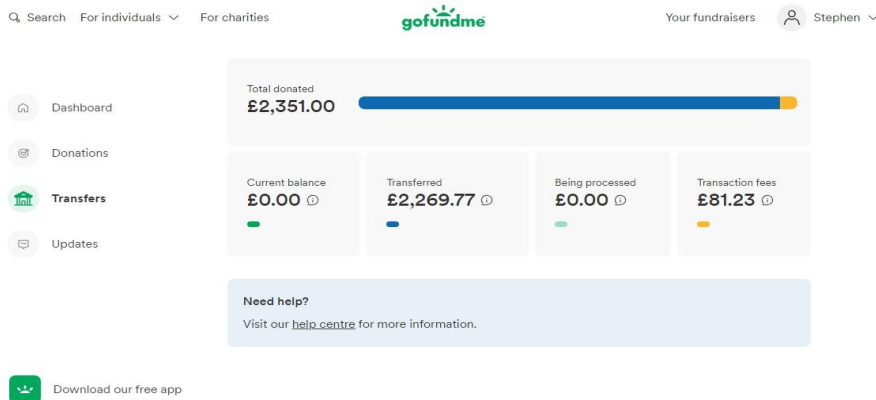 Search For individuals For charities gofundme Your fundraisers Stephen
Total donated
£2,351.00
Dashboard
Donations
Transfers
Updates
Current balance
£0.00
Transferred
£2,269.77
Being processed
£0.00
Transaction fees
£81.23
Need help?
Visit our help centre for more information.
Download our free app